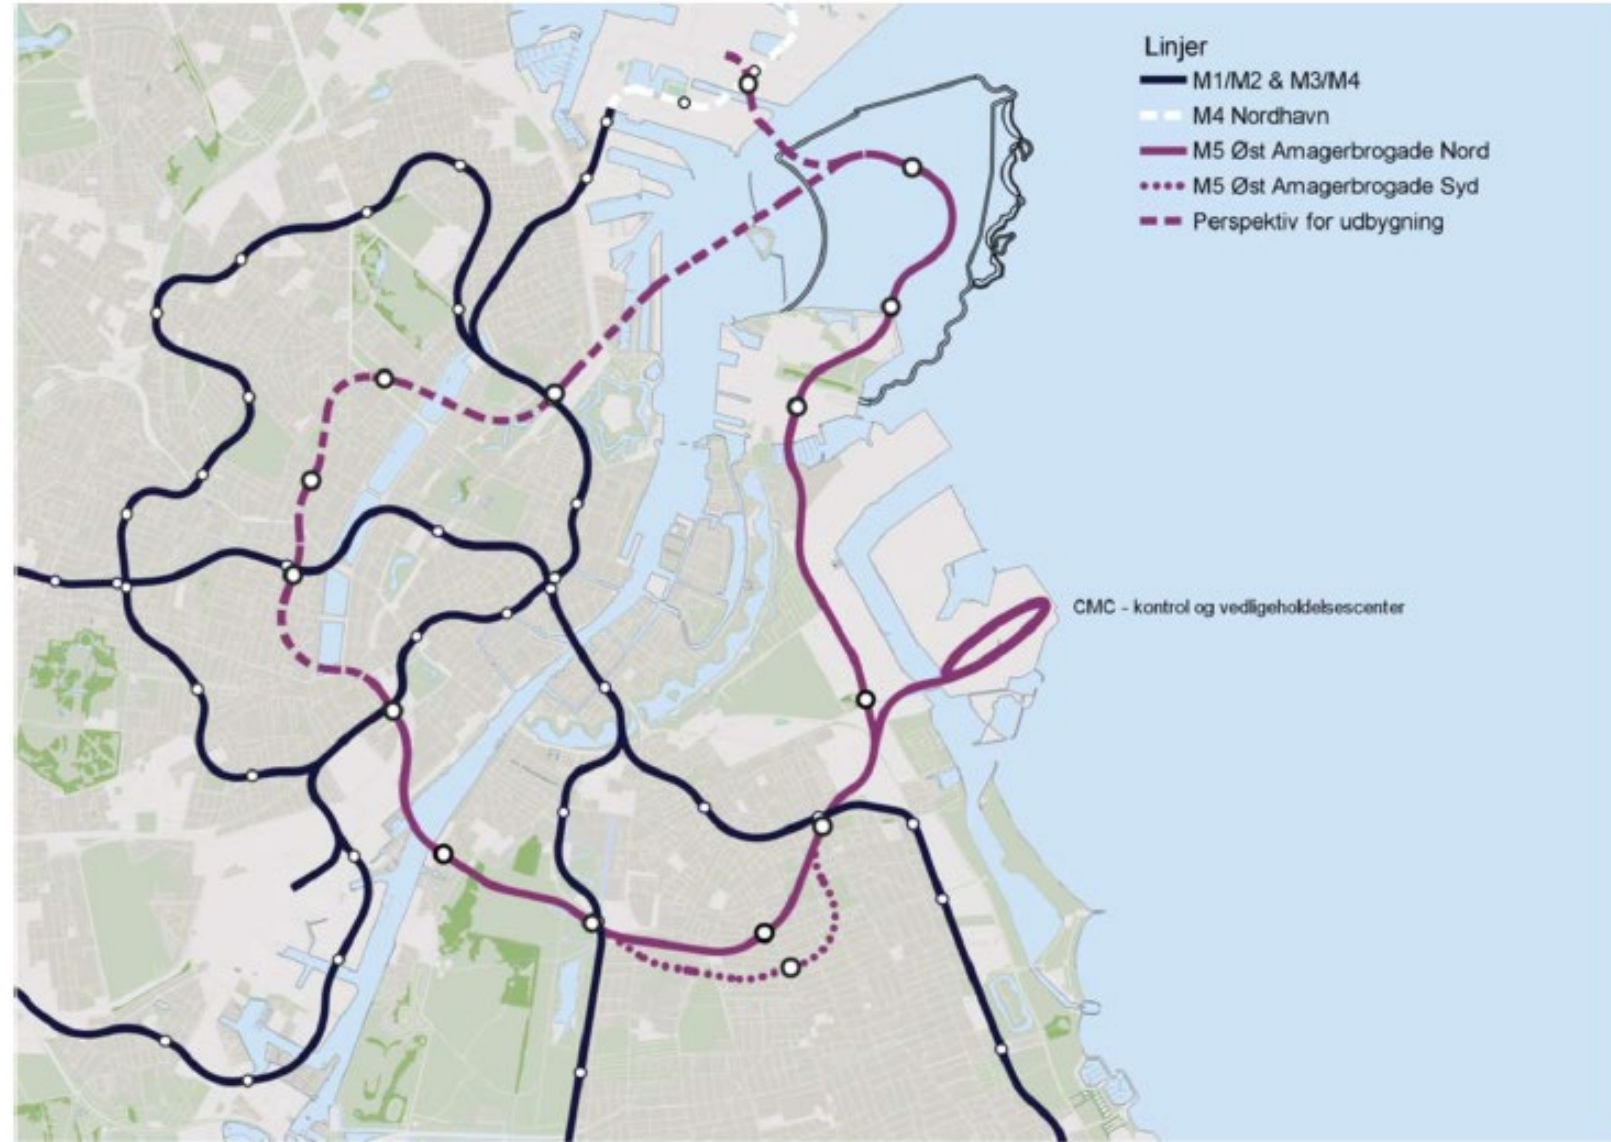 Linjer
M1/M2 & M3/M4
M4 Nordhavn
M5 Øst Amagerbrogade Nord
M5 Øst Amagerbrogade Syd
Perspektiv for udbygning
CMC - kontrol og vedligeholdelsescenter